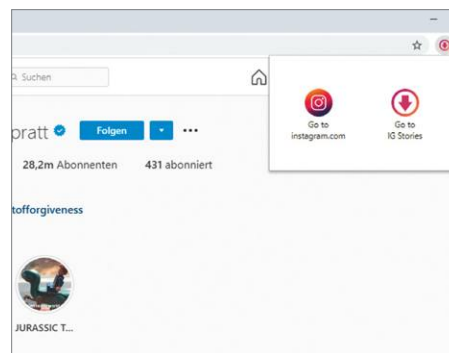 Suchen
pratt
Folgen
28,2m Abonnenten
431 abonniert
tofforgiveness
JURASSIC T...
Go to
instagram.com
Go to
IG Stories